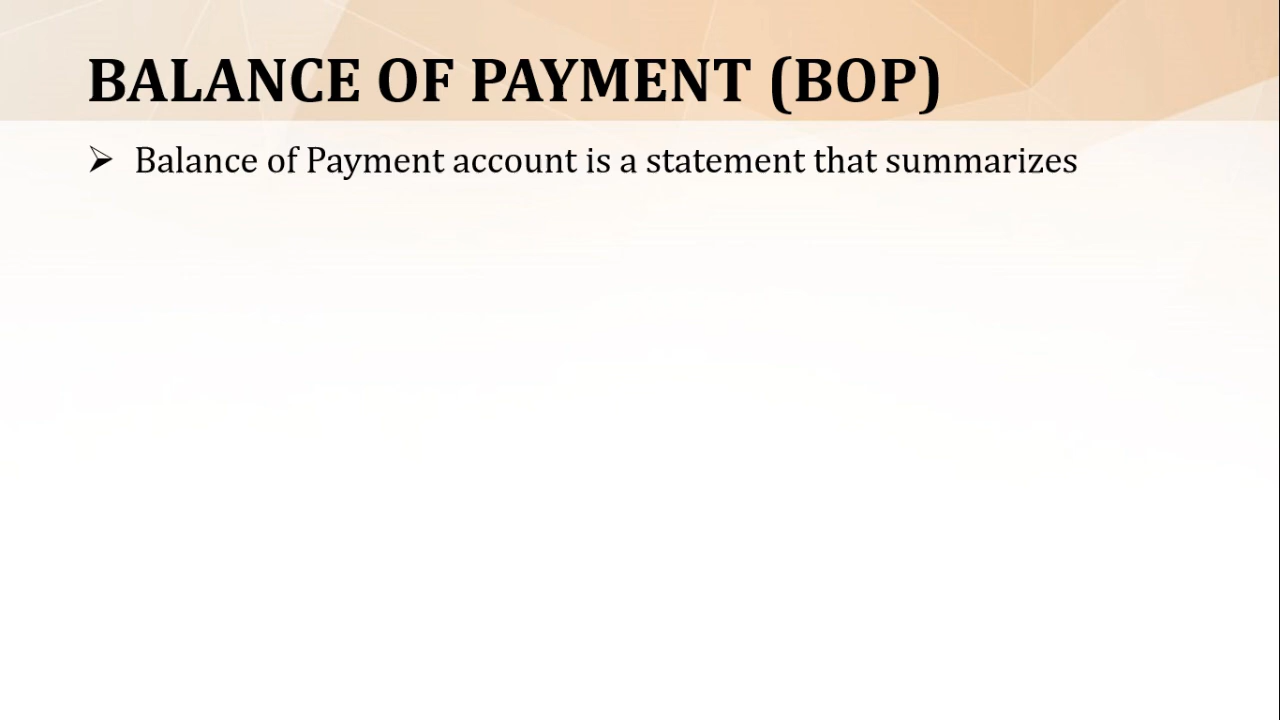 BALANCE OF PAYMENT (BOP)
➢ Balance of Payment account is a statement that summarizes